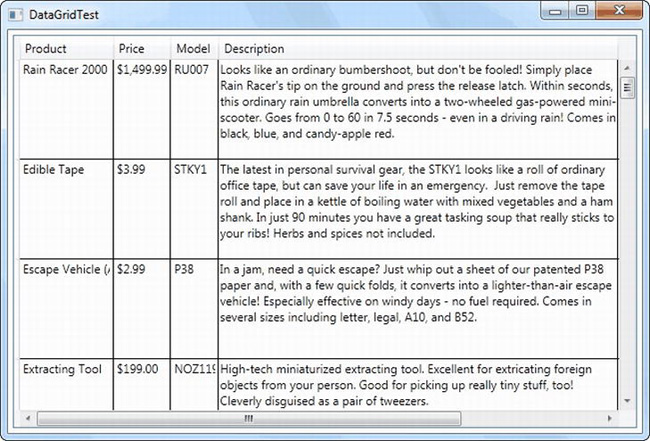 DataGridTest
Product Price Model Description
Rain Racer 2000 $1,499.99 RU007 Looks like an ordinary bumbershoot, but don't be fooled! Simply place
Rain Racer's tip on the ground and press the release latch. Within seconds,
this ordinary rain umbrella converts into a two-wheeled gas-powered mini-
scooter. Goes from 0 to 60 in 7.5 seconds - even in a driving rain! Comes in
black, blue, and candy-apple red.
Edible Tape $3.99 STKY1 The latest in personal survival gear, the STKY1 looks like a roll of ordinary
office tape, but can save your life in an emergency.  Just remove the tape
roll and place in a kettle of boiling water with mixed vegetables and a ham
shank. In just 90 minutes you have a great tasking soup that really sticks to
your ribs! Herbs and spices not included.
Escape Vehicle (A $2.99 P38 In a jam, need a quick escape? Just whip out a sheet of our patented P38
paper and, with a few quick folds, it converts into a lighter-than-air escape
vehicle! Especially effective on windy days - no fuel required. Comes in
several sizes including letter, legal, A10, and B52.
Extracting Tool $199.00 NOZ119 High-tech miniaturized extracting tool. Excellent for extricating foreign
objects from your person. Good for picking up really tiny stuff, too!
Cleverly disguised as a pair of tweezers.